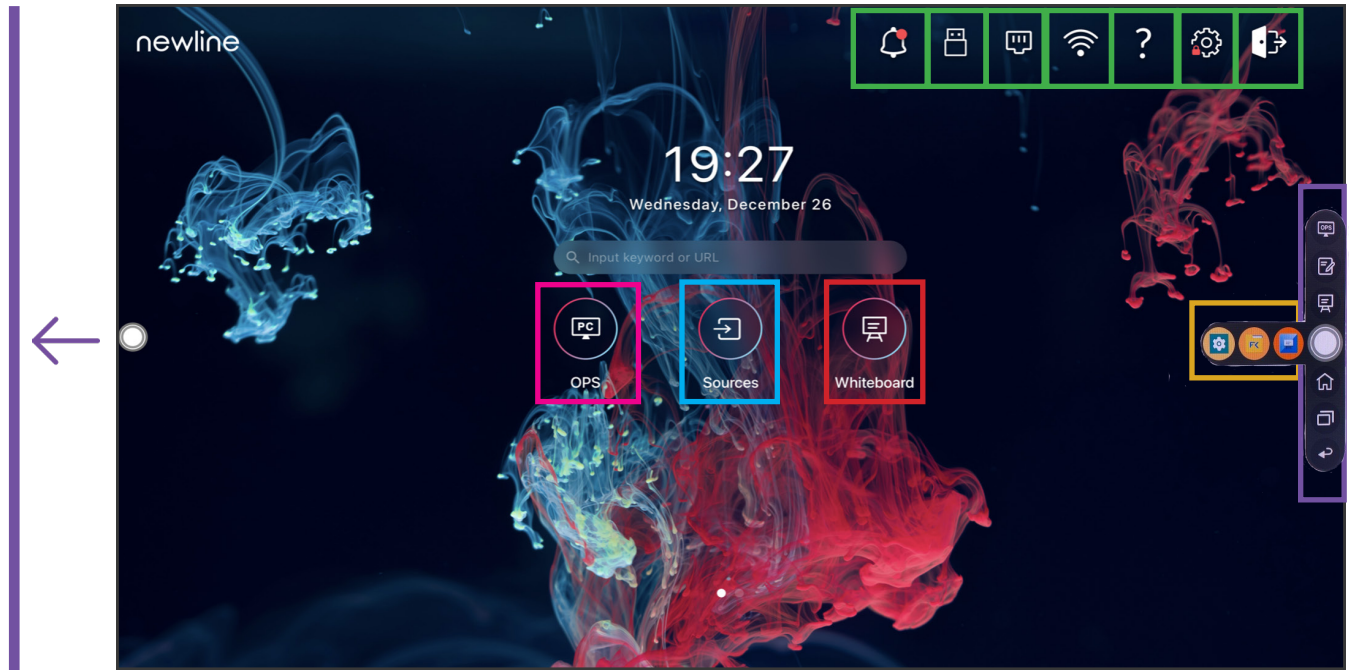 newline
?
19:27
Wednesday, December 26
Input keyword or URL
PC
OPS
Sources
Whiteboard
OPS